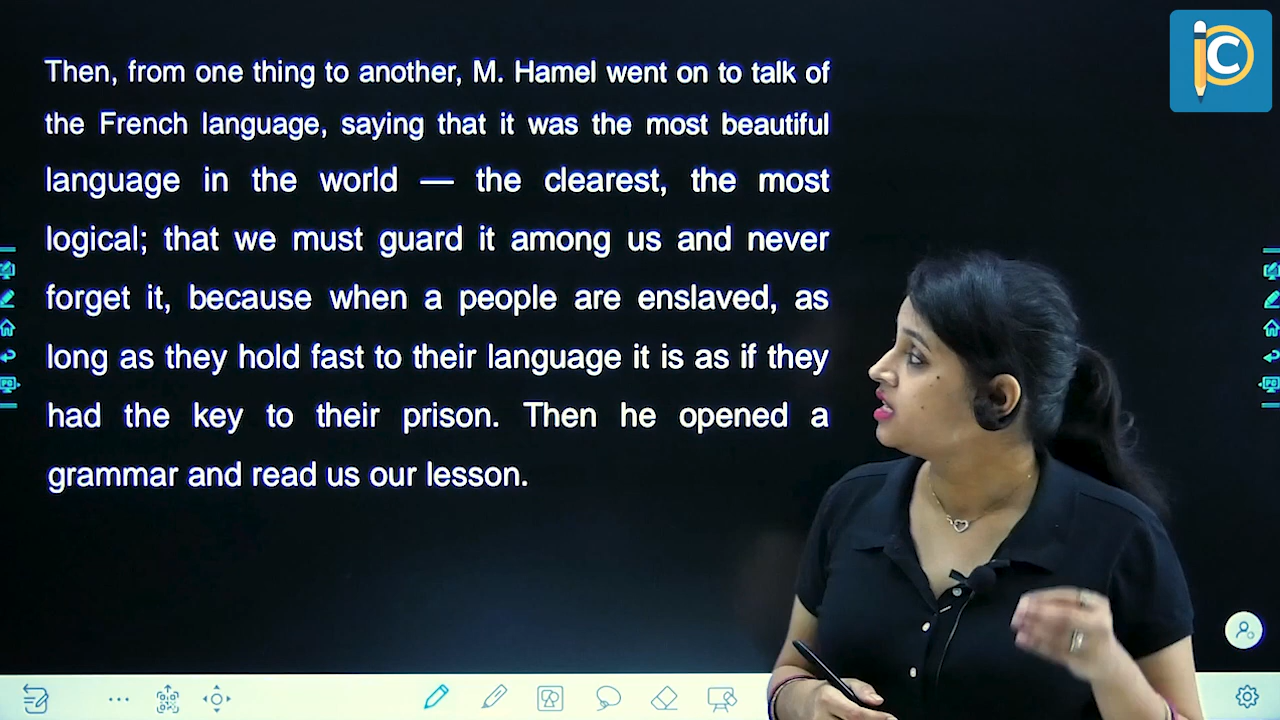 Then, from one thing to another, M. Hamel went on to talk of
the French language, saying that it was the most beautiful
language in the world — the clearest, the most
logical; that we must guard it among us and never
forget it, because when a people are enslaved, as
long as they hold fast to their language it is as if they
had the key to their prison. Then he opened a
grammar and read us our lesson.